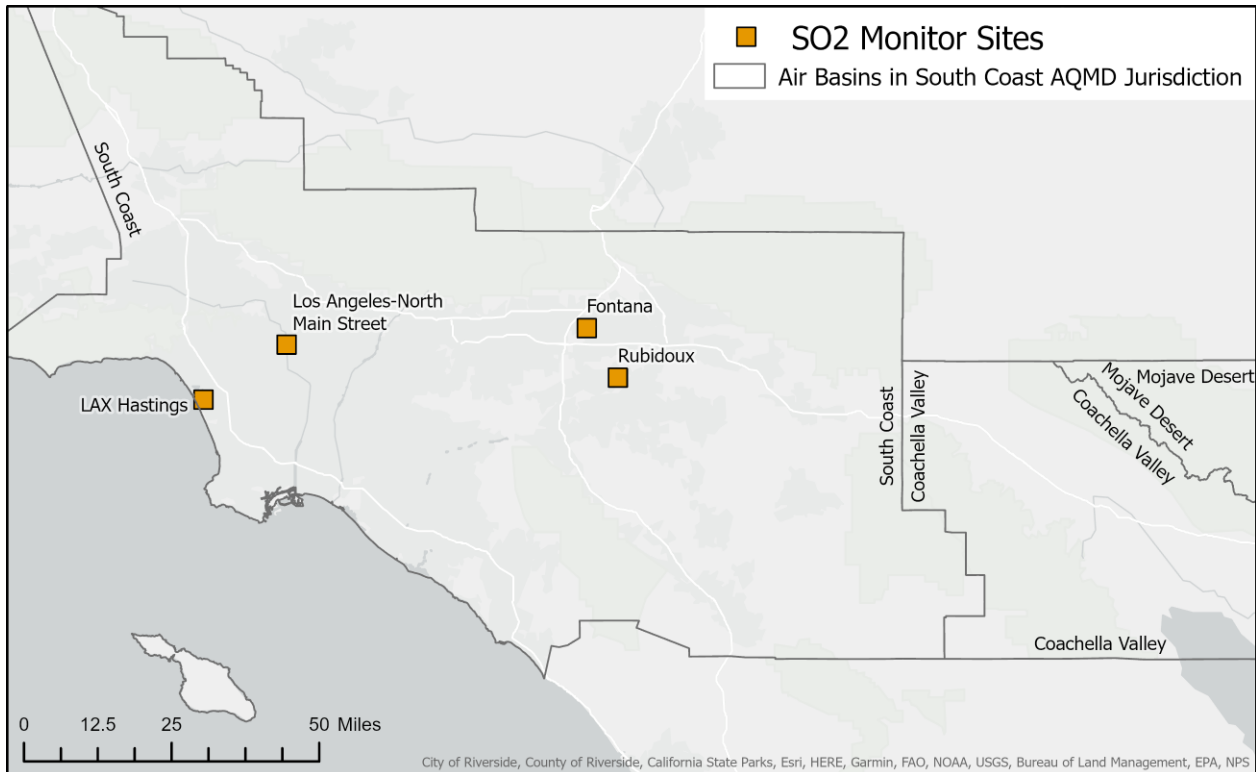 SO2 Monitor Sites
Air Basins in South Coast AQMD Jurisdiction
South Coast
Los Angeles-North
Main Street
Fontana
Rubidoux
LAX Hastings
South Coast
Coachella Valley
Mojave Desert
Mojave Desert
Coachella Valley
Coachella Valley
0 12.5 25 50 Miles
City of Riverside, County of Riverside, California State Parks, Esri, HERE, Garmin, FAO, NOAA, USGS, Bureau of Land Management, EPA, NPS